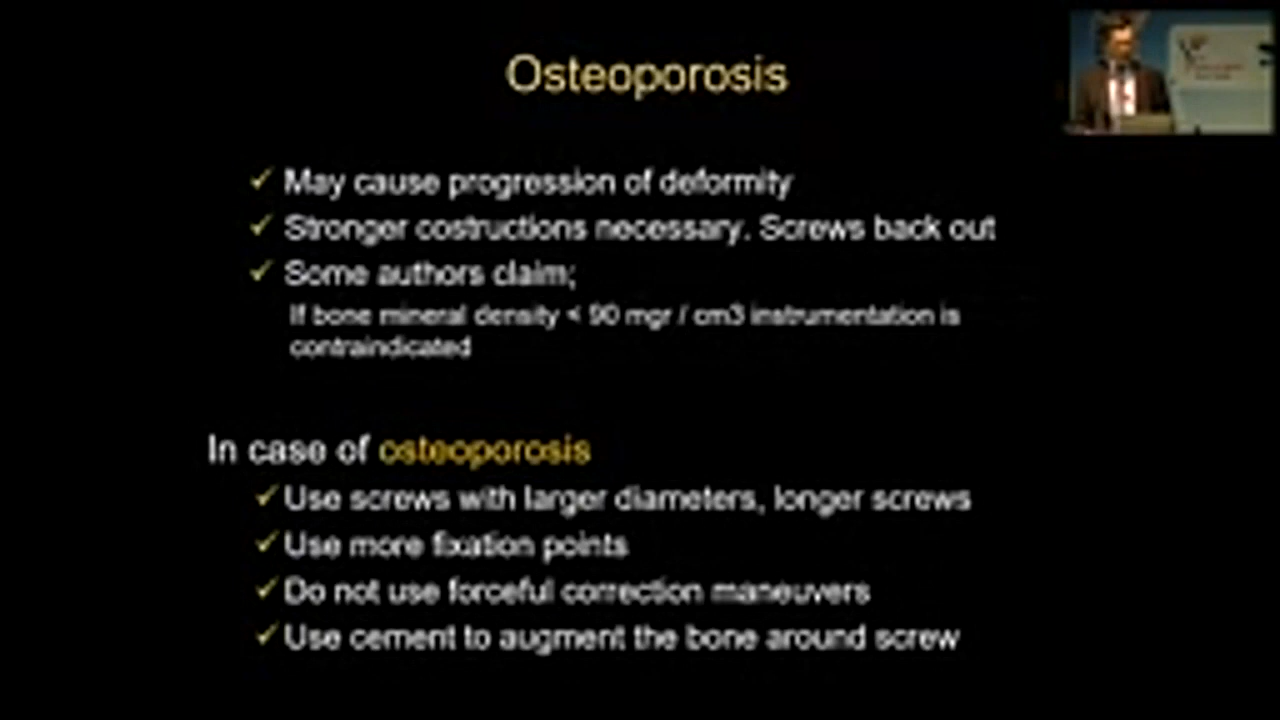 Osteoporosis
✓ May cause progression of deformity
✓ Stronger costructions necessary. Screws back out
✓ Some authors claim;
If bone mineral density < 90 mgr / cm3 instrumentation is
contraindicated
In case of osteoporosis
✓ Use screws with larger diameters, longer screws
✓ Use more fixation points
✓ Do not use forceful correction maneuvers
✓ Use cement to augment the bone around screw